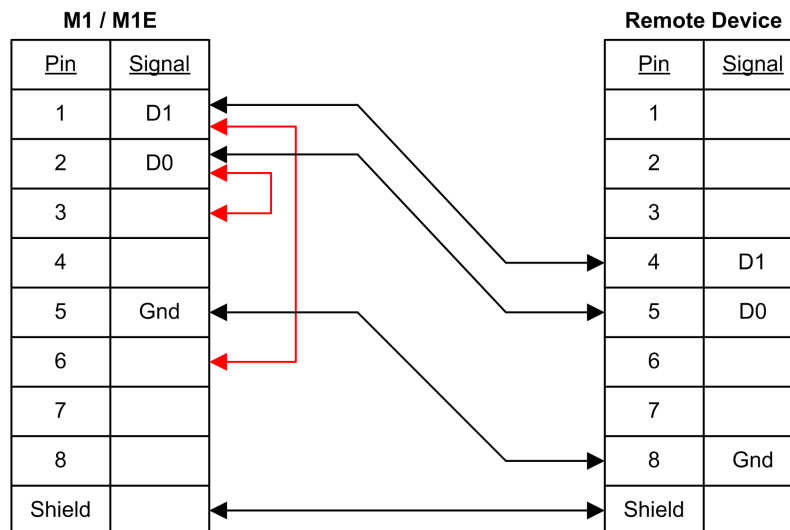 M1 / M1E Remote Device
Pin Signal Pin Signal
1 D1 1
2 D0 2
3 3
4 4 D1
5 Gnd 5 D0
6 6
7 7
8 8 Gnd
Shield Shield